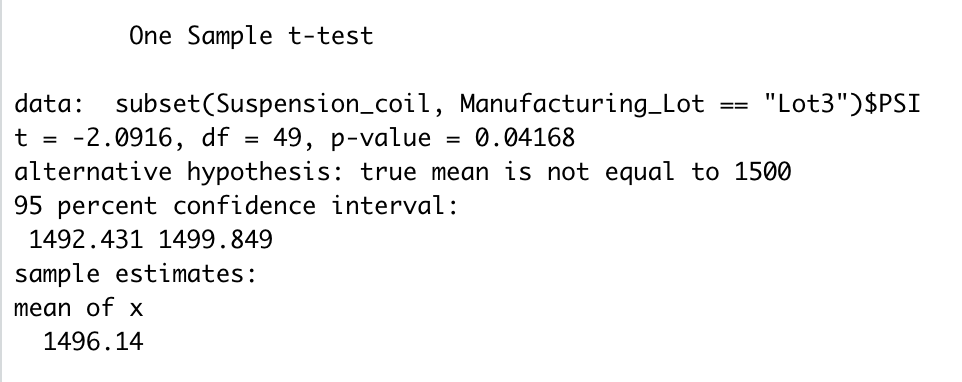 One Sample t-test
data:  subset(Suspension_coil, Manufacturing_Lot == "Lot3")$PSI
t = -2.0916, df = 49, p-value = 0.04168
alternative hypothesis: true mean is not equal to 1500
95 percent confidence interval:
 1492.431 1499.849
sample estimates:
mean of x
  1496.14